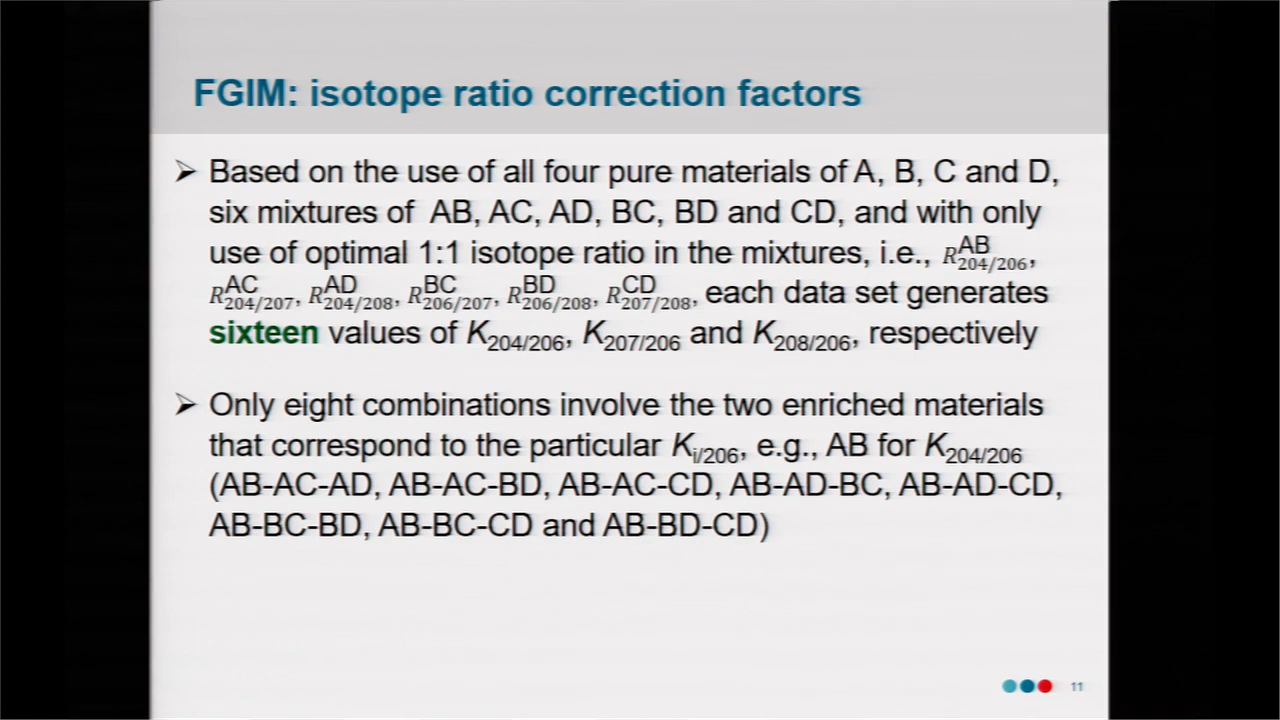 FGIM: isotope ratio correction factors
➢ Based on the use of all four pure materials of A, B, C and D,
six mixtures of AB, AC, AD, BC, BD and CD, and with only
use of optimal 1:1 isotope ratio in the mixtures, i.e., R^AB_204/206,
R^AC_204/207, R^AD_204/208, R^BC_206/207, R^BD_206/208, R^CD_207/208, each data set generates
sixteen values of K_204/206, K_207/206 and K_208/206, respectively
➢ Only eight combinations involve the two enriched materials
that correspond to the particular K_i/206, e.g., AB for K_204/206
(AB-AC-AD, AB-AC-BD, AB-AC-CD, AB-AD-BC, AB-AD-CD,
AB-BC-BD, AB-BC-CD and AB-BD-CD)
11